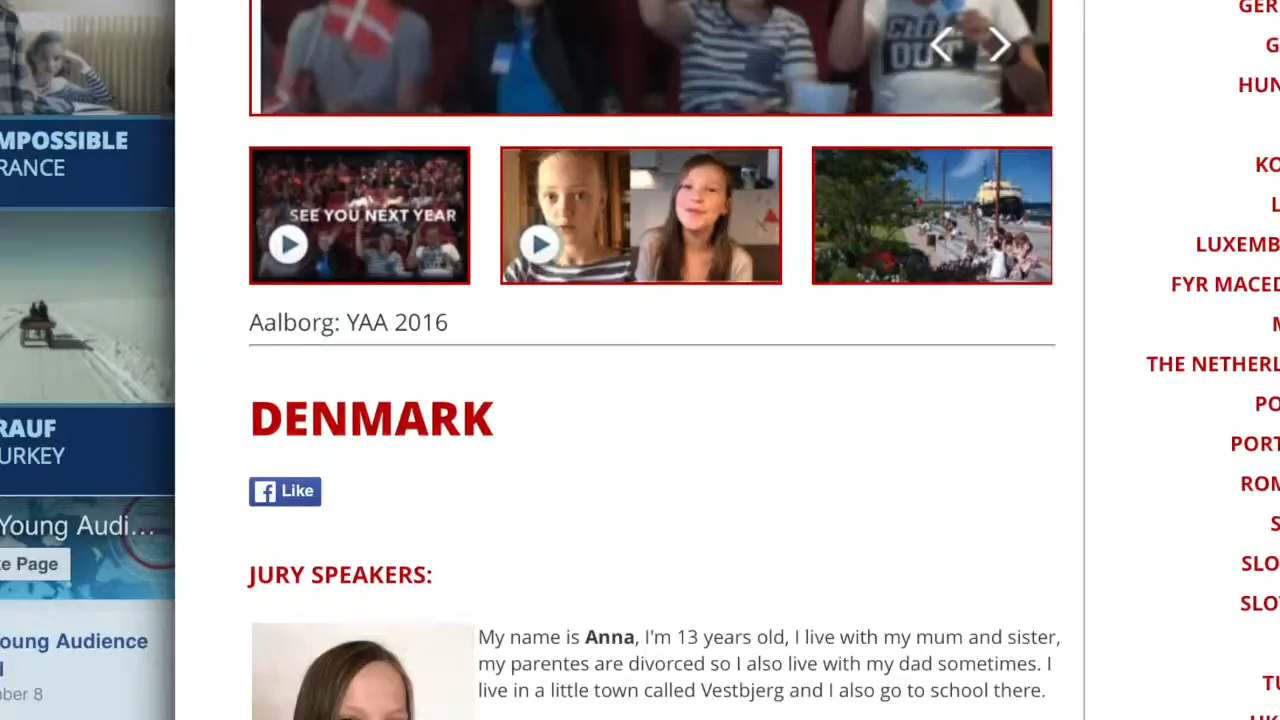 MPOSSIBLE
RANCE
RAUF
URKEY
Young Audi...
ke Page
oung Audience
ber 8
OUT
SEE YOU NEXT YEAR
Aalborg: YAA 2016
DENMARK
Like
JURY SPEAKERS:
My name is Anna, I'm 13 years old, I live with my mum and sister,
my parentes are divorced so I also live with my dad sometimes. I
live in a little town called Vestbjerg and I also go to school there.
GER
G
HUN
KO
L
LUXEMB
FYR MACED
M
THE NETHERL
PO
PORT
ROM
S
SLO
SLO
TU
UK